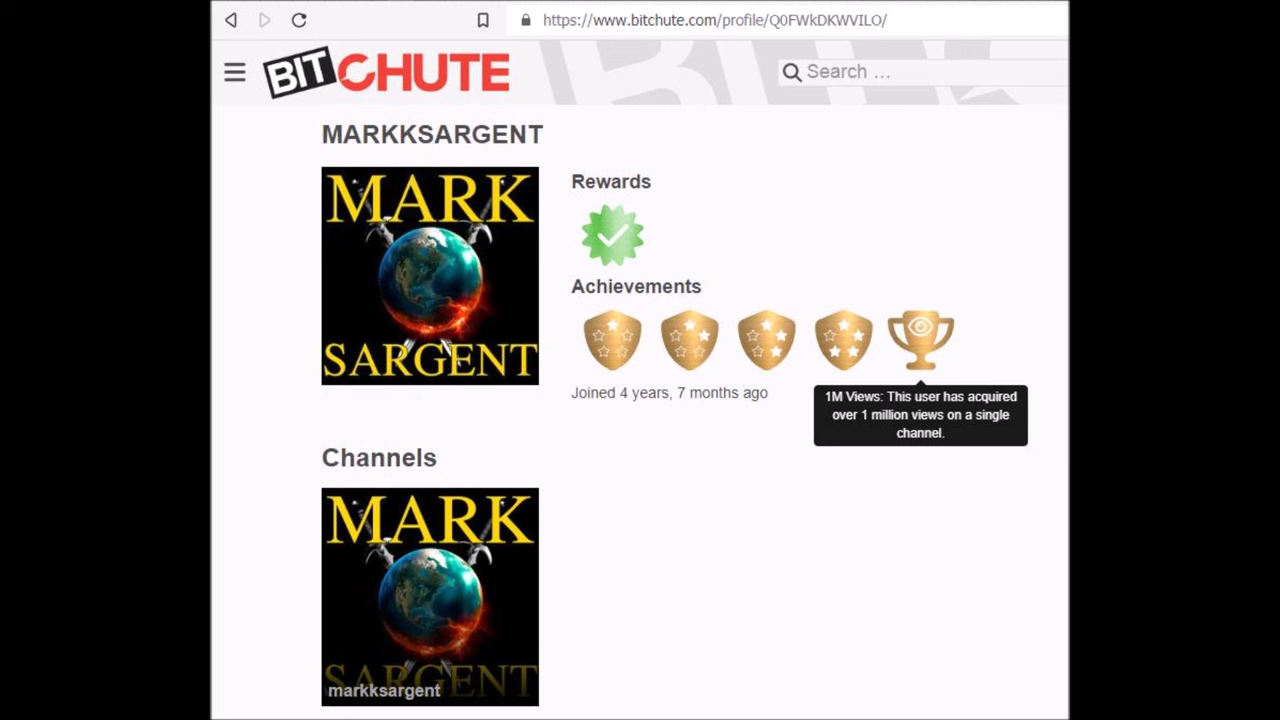 https://www.bitchute.com/profile/Q0FWkDKWVILO/
BITCHUTE
Search ...
MARKKSARGENT
MARK
SARGENT
Rewards
Achievements
Joined 4 years, 7 months ago
1M Views: This user has acquired
over 1 million views on a single
channel.
Channels
MARK
SARGENT
markksargent